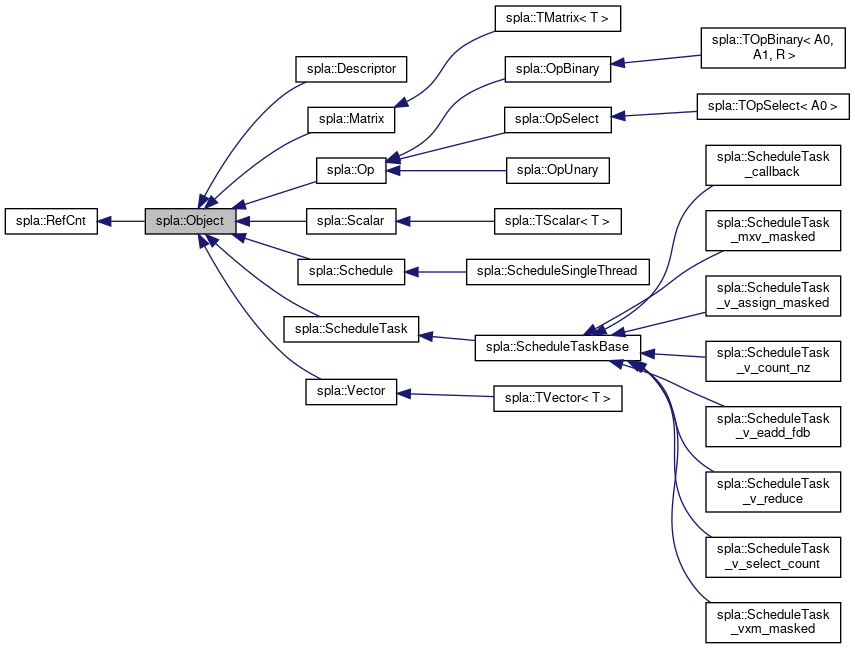 spla::RefCnt
spla::Object
spla::Descriptor
spla::Matrix
spla::Op
spla::Scalar
spla::Schedule
spla::ScheduleTask
spla::Vector
spla::TMatrix< T >
spla::OpBinary
spla::OpSelect
spla::OpUnary
spla::TScalar< T >
spla::ScheduleSingleThread
spla::ScheduleTaskBase
spla::TVector< T >
spla::TOpBinary< A0,
A1, R >
spla::TOpSelect< A0 >
spla::ScheduleTask
_callback
spla::ScheduleTask
_mxv_masked
spla::ScheduleTask
_v_assign_masked
spla::ScheduleTask
_v_count_nz
spla::ScheduleTask
_v_eadd_fdb
spla::ScheduleTask
_v_reduce
spla::ScheduleTask
_v_select_count
spla::ScheduleTask
_vxm_masked